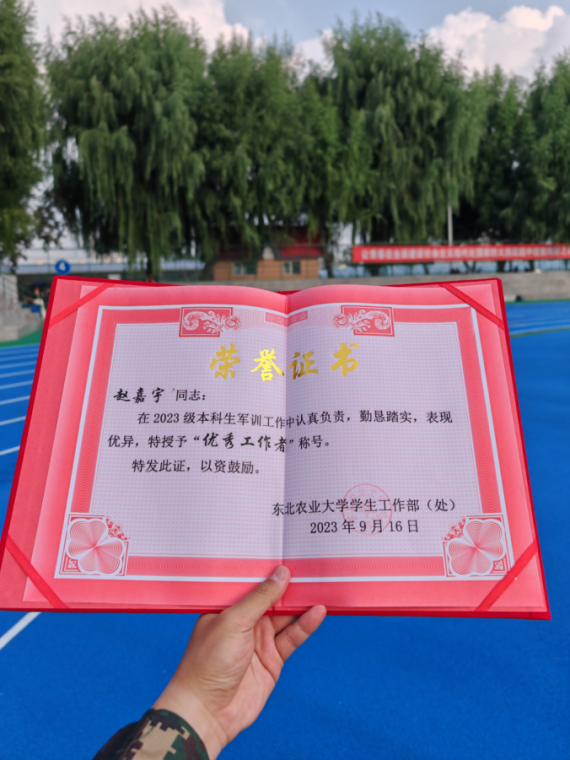 荣誉证书
赵嘉宇 同志：
在 2023 级本科生军训工作中认真负责，勤恳踏实，表现
优异，特授予“优秀工作者”称号。
特发此证，以资鼓励。
东北农业大学学生工作部（处）
2023 年 9 月 16 日
4